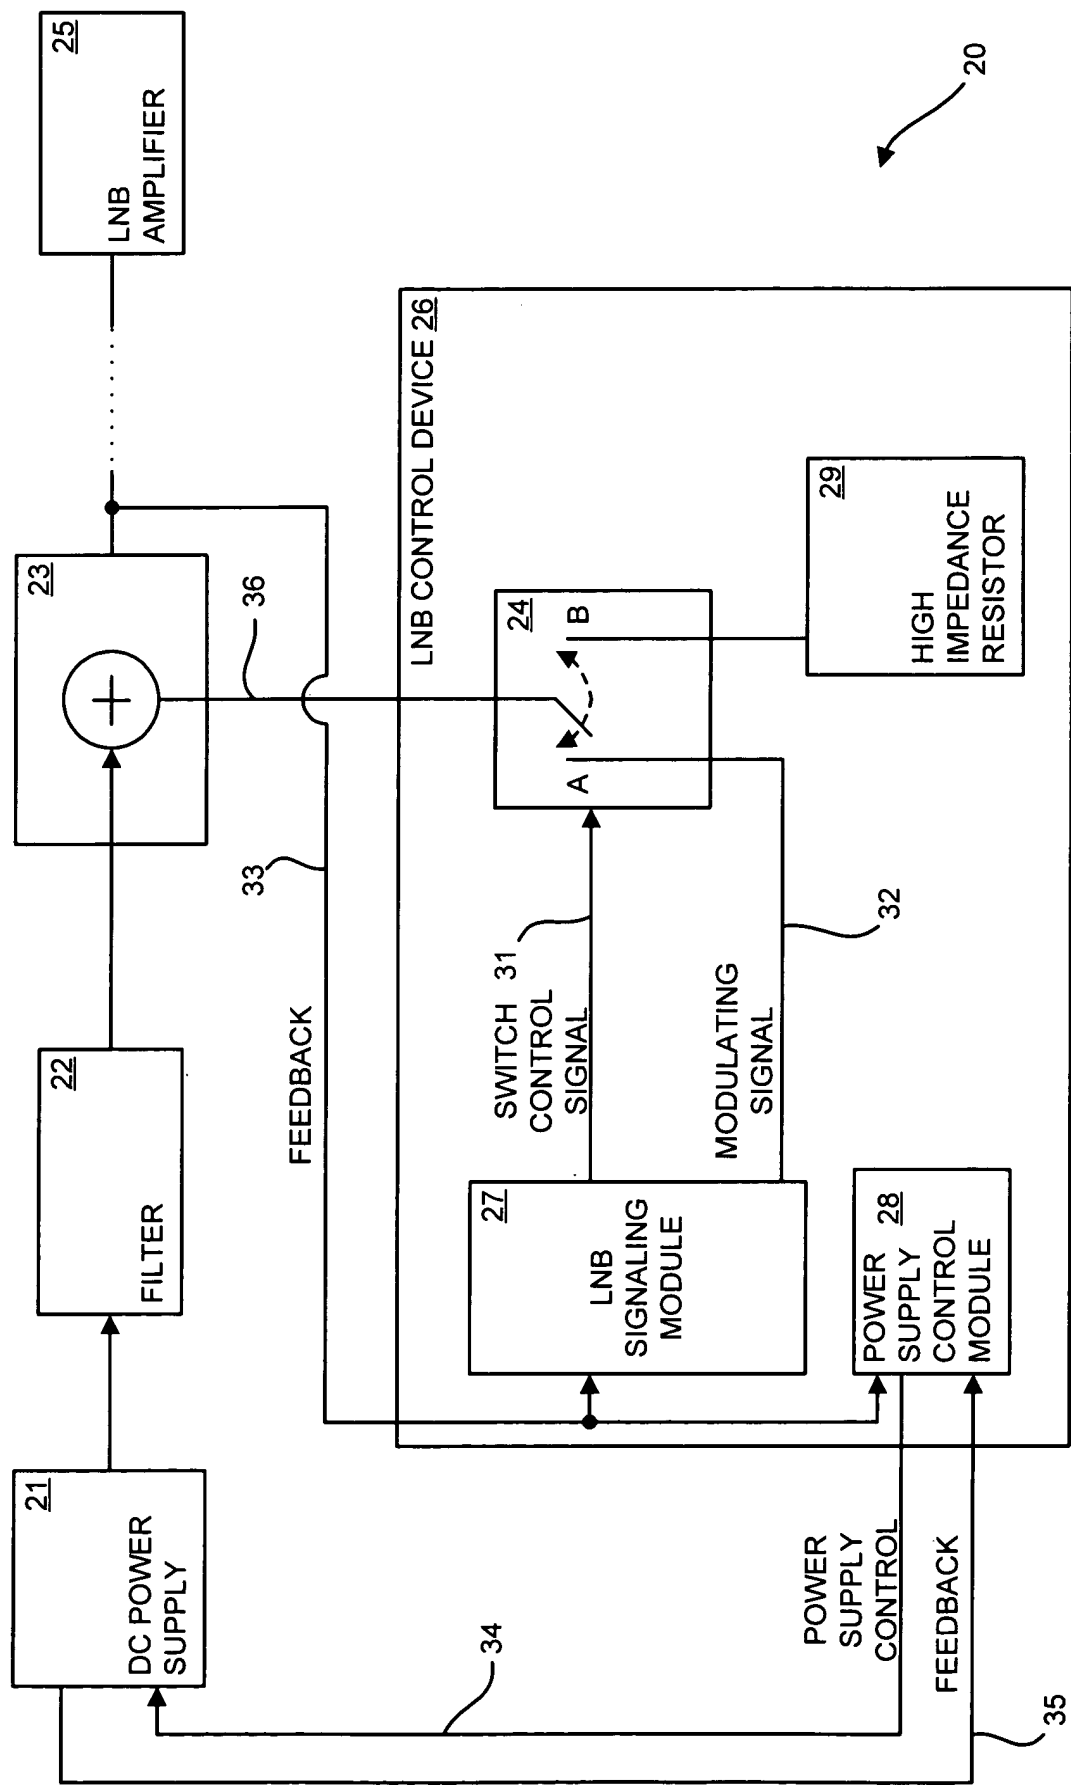 21
DC POWER
SUPPLY
22
FILTER
23
25
LNB
AMPLIFIER
20
36
33
FEEDBACK
LNB CONTROL DEVICE 26
24
A
B
SWITCH 31
CONTROL
SIGNAL
27
LNB
SIGNALING
MODULE
MODULATING
SIGNAL
32
29
HIGH
IMPEDANCE
RESISTOR
POWER
SUPPLY 28
CONTROL
MODULE
34
POWER
SUPPLY
CONTROL
FEEDBACK
35